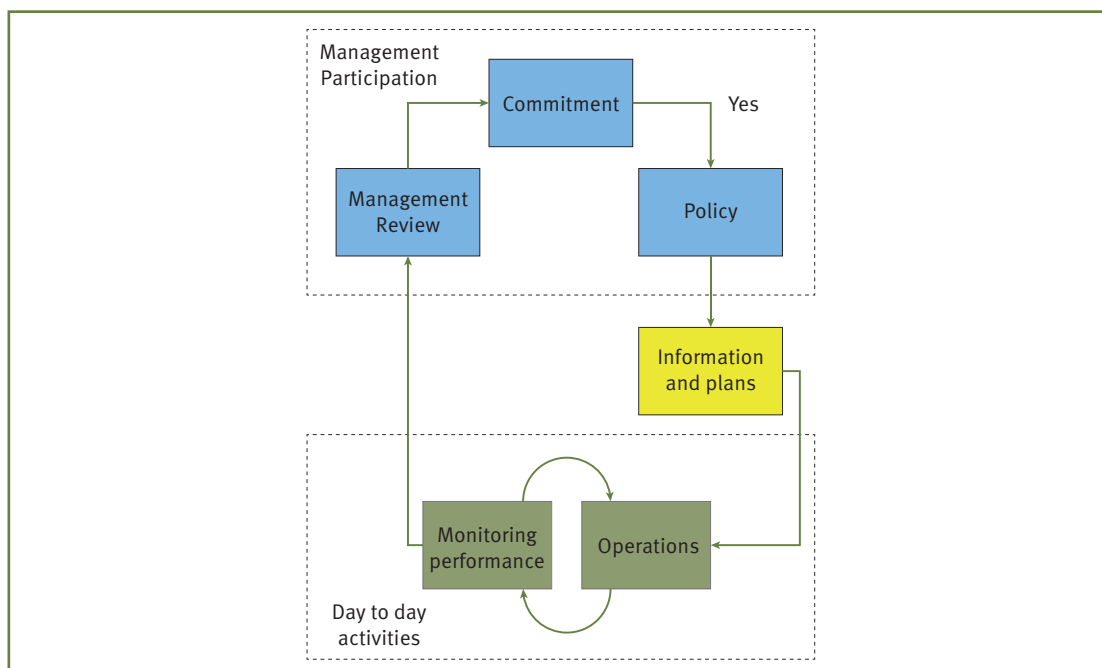 Management
Participation
Commitment
Yes
Management
Review
Policy
Information
and plans
Monitoring
performance
Operations
Day to day
activities